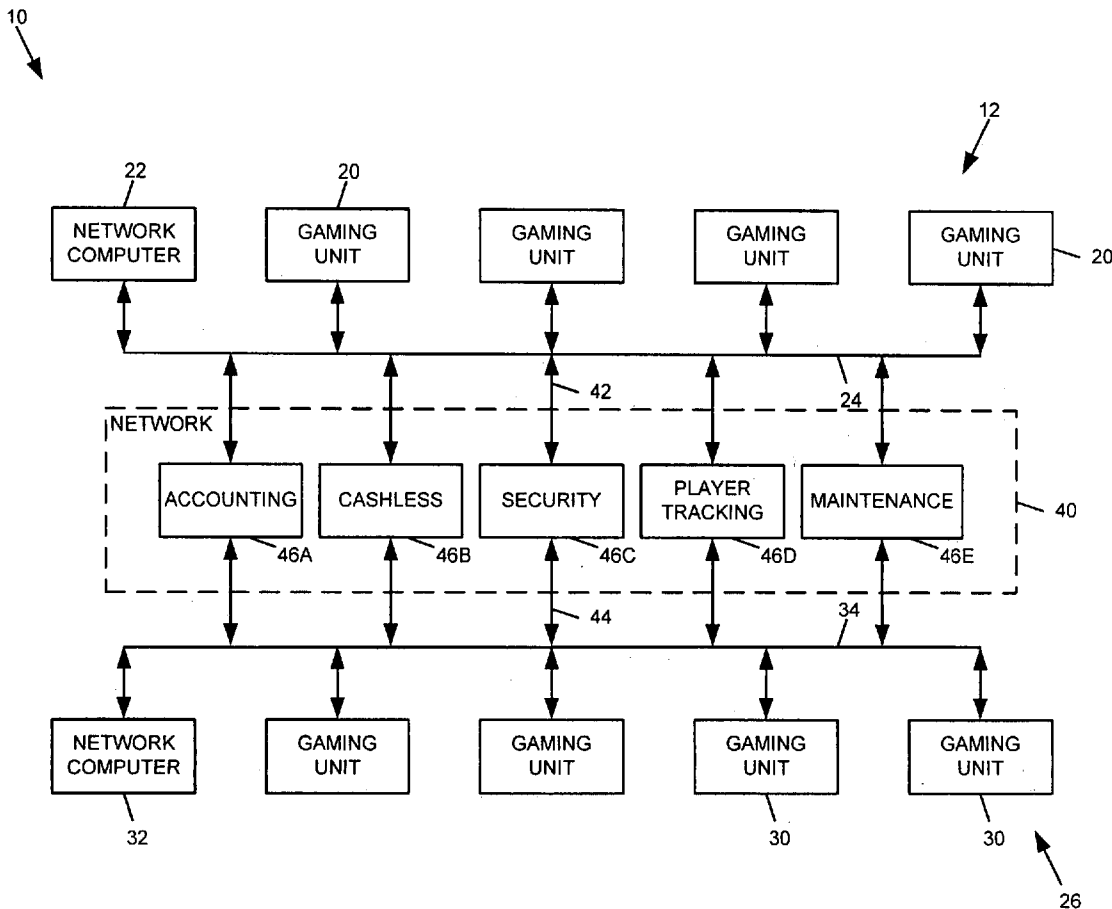 10
12
22
20
NETWORK
COMPUTER
GAMING
UNIT
GAMING
UNIT
GAMING
UNIT
GAMING
UNIT
20
42
24
NETWORK
ACCOUNTING
CASHLESS
SECURITY
PLAYER
TRACKING
MAINTENANCE
40
46A
46B
46C
46D
46E
44
34
NETWORK
COMPUTER
GAMING
UNIT
GAMING
UNIT
GAMING
UNIT
GAMING
UNIT
32
30
30
26